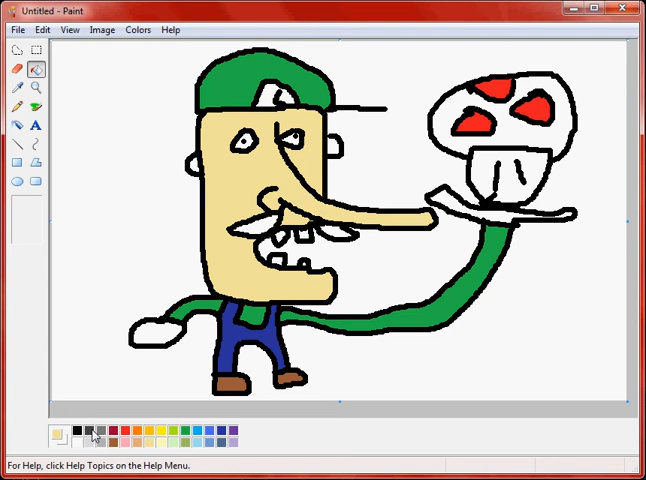 Untitled - Paint
File Edit View Image Colors Help
L
A
For Help, click Help Topics on the Help Menu.